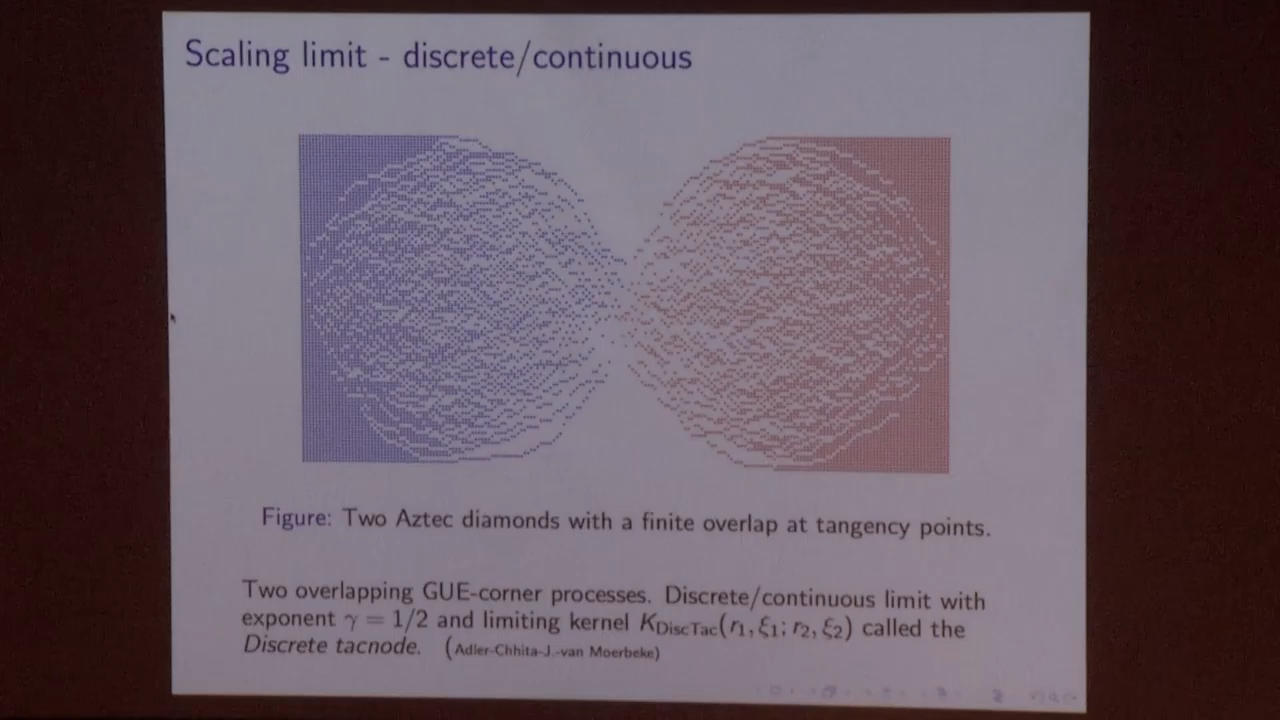 Scaling limit - discrete/continuous
Figure: Two Aztec diamonds with a finite overlap at tangency points.
Two overlapping GUE-corner processes. Discrete/continuous limit with
exponent γ = 1/2 and limiting kernel K_DiscTac(r₁, ξ₁; r₂, ξ₂) called the
Discrete tacnode. (Adler-Chhita-J.-van Moerbeke)